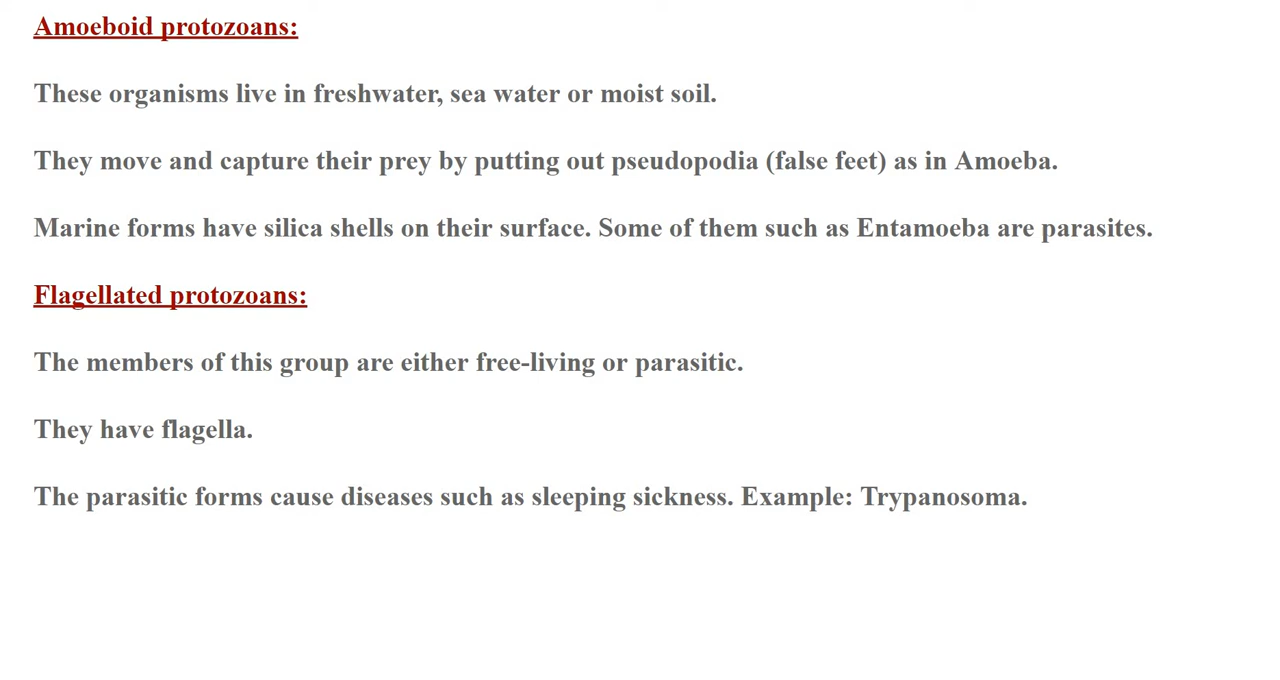 Amoeboid protozoans:
These organisms live in freshwater, sea water or moist soil.
They move and capture their prey by putting out pseudopodia (false feet) as in Amoeba.
Marine forms have silica shells on their surface. Some of them such as Entamoeba are parasites.
Flagellated protozoans:
The members of this group are either free-living or parasitic.
They have flagella.
The parasitic forms cause diseases such as sleeping sickness. Example: Trypanosoma.